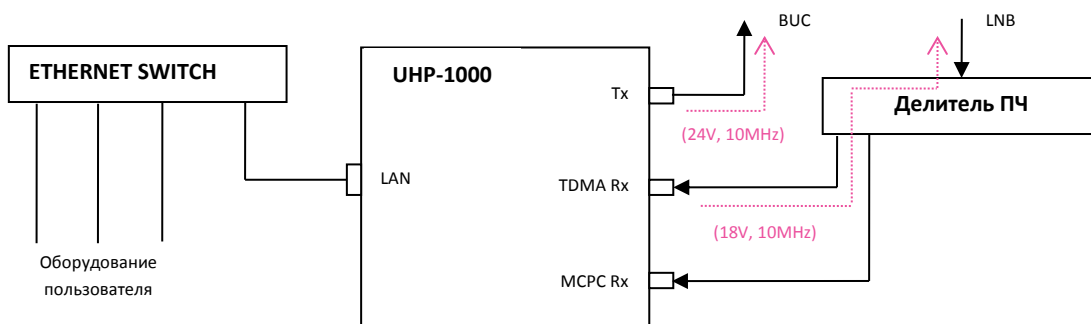 BUC
LNB
ETHERNET SWITCH
UHP-1000
Tx
Делитель ПЧ
(24V, 10MHz)
LAN
TDMA Rx
(18V, 10MHz)
Оборудование
пользователя
MCPC Rx